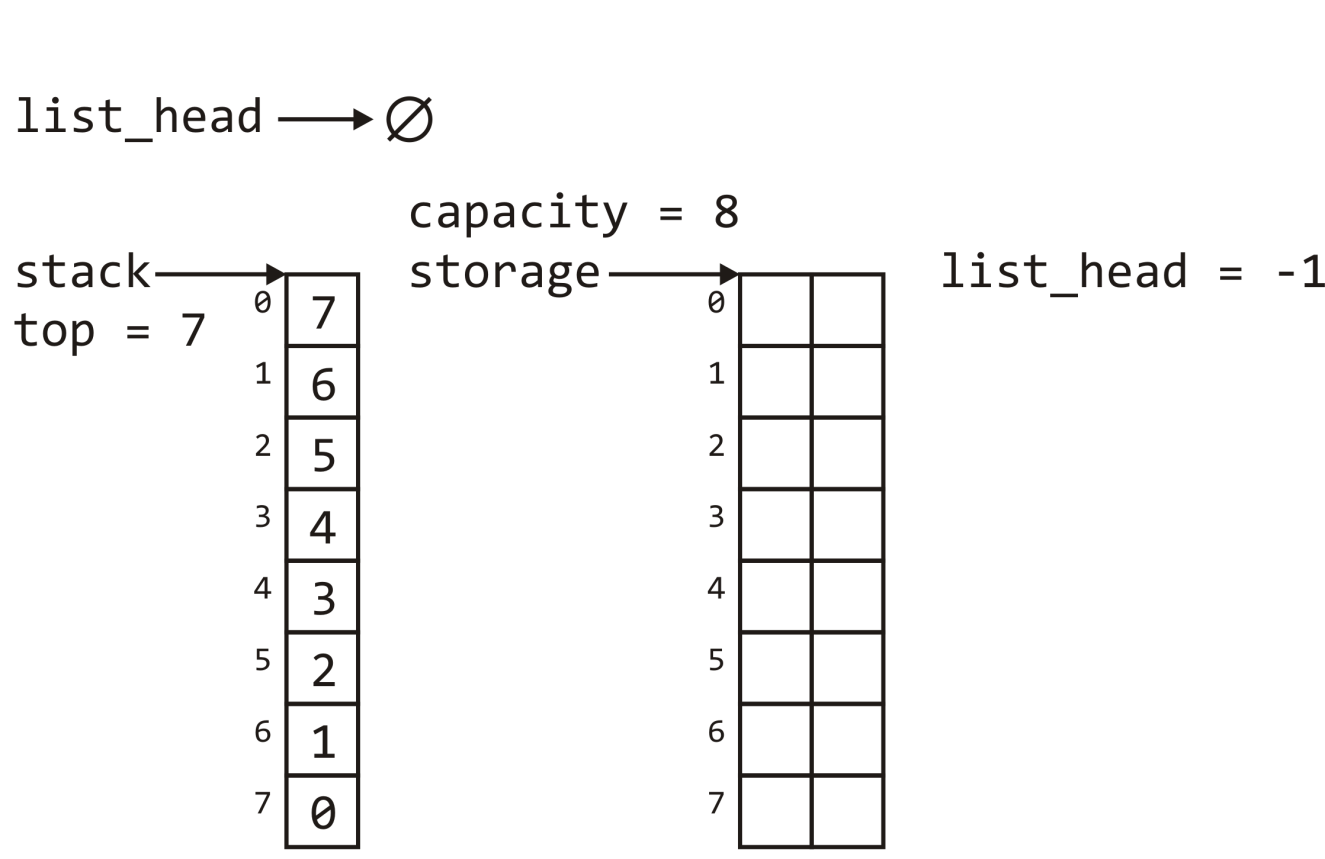 list_head ∅
capacity = 8
stack storage list_head = -1
top = 7
0 7 0
1 6 1
2 5 2
3 4 3
4 3 4
5 2 5
6 1 6
7 0 7